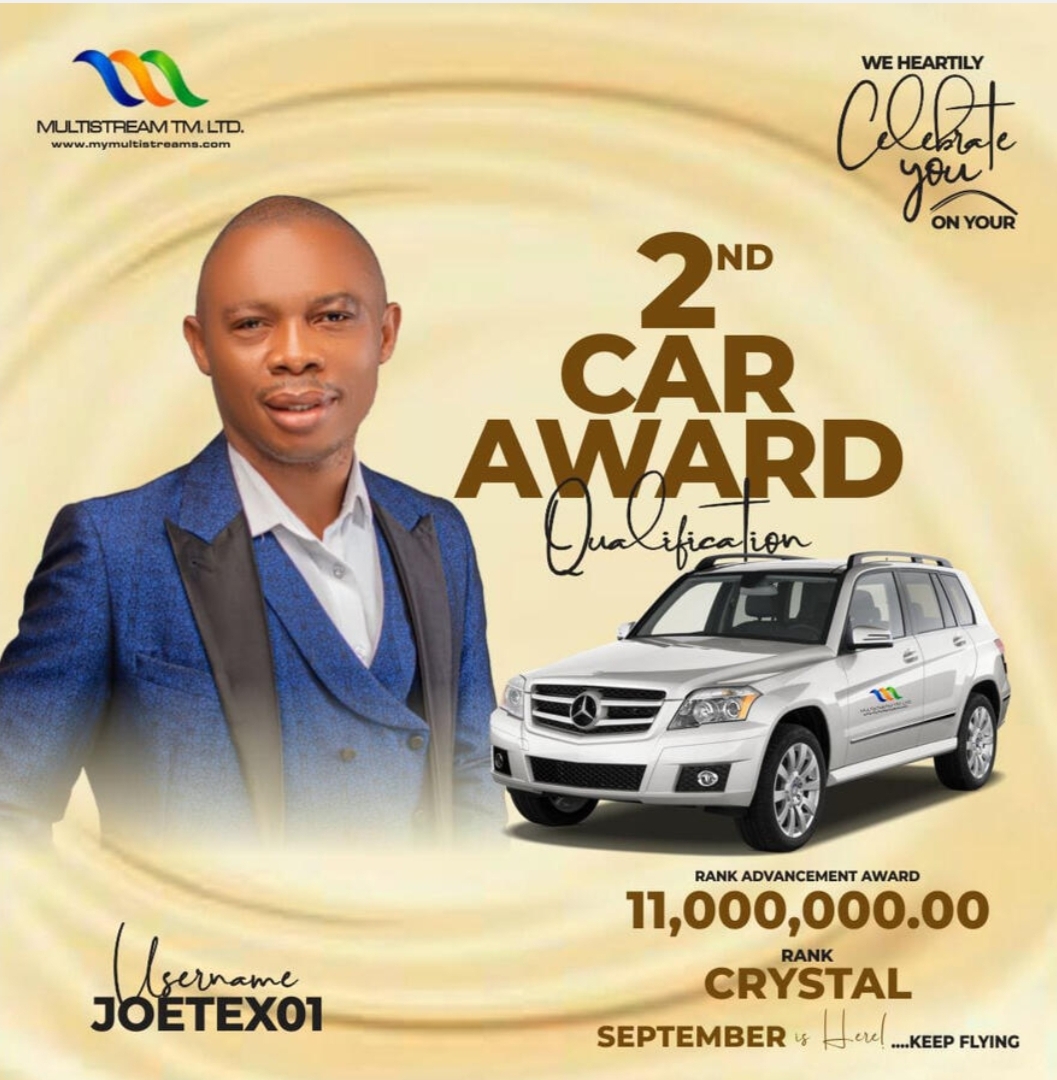 MULTISTREAM TM. LTD.
www.mymultistreams.com
WE HEARTILY
Celebrate
you
ON YOUR
2ND
CAR
AWARD
Qualification
RANK ADVANCEMENT AWARD
11,000,000.00
RANK
CRYSTAL
Username
JOETEX01
SEPTEMBER is Here! ....KEEP FLYING